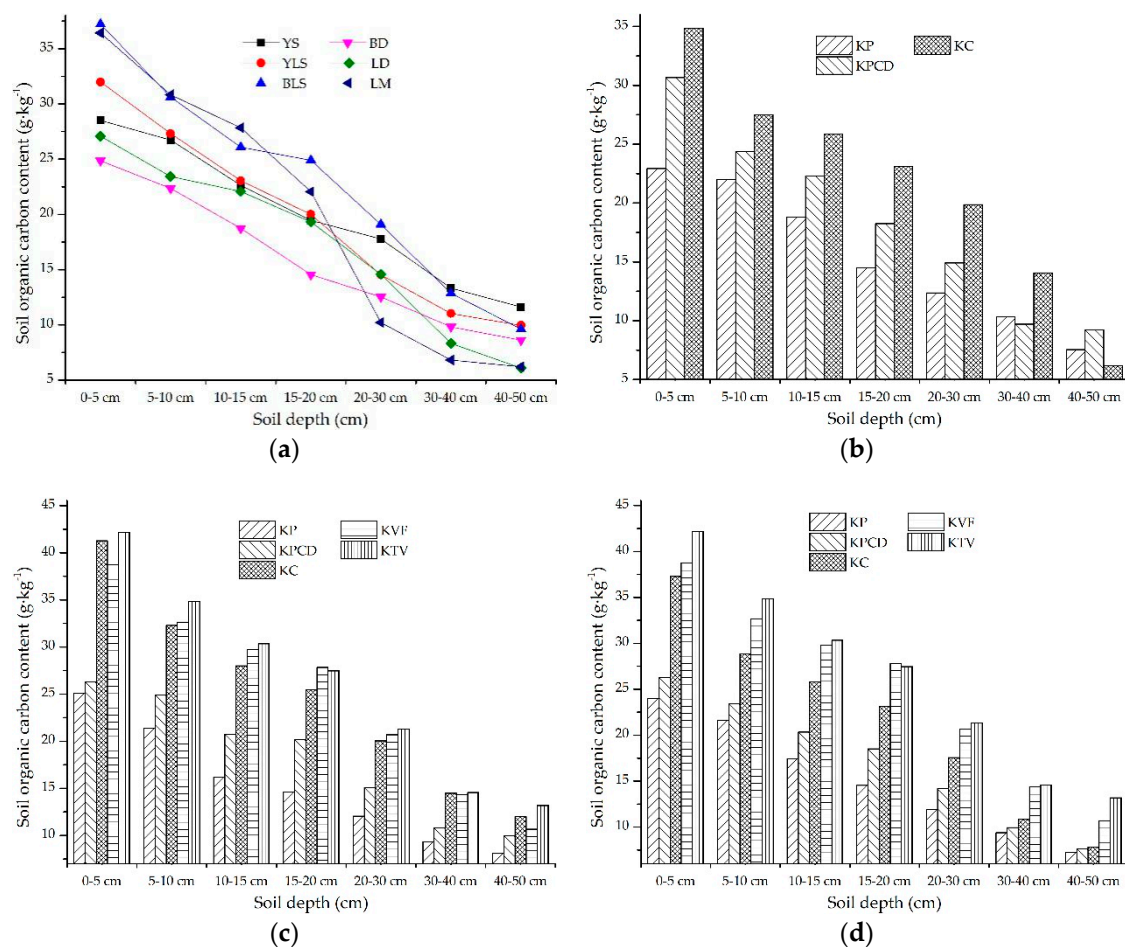 Soil organic carbon content (g·kg⁻¹)
35
30
25
20
15
10
5
YS
YLS
BLS
BD
LD
LM
0-5 cm 5-10 cm 10-15 cm 15-20 cm 20-30 cm 30-40 cm 40-50 cm
Soil depth (cm)
(a)
Soil organic carbon content (g·kg⁻¹)
35
30
25
20
15
10
5
KP
KPCD
KC
0-5 cm 5-10 cm 10-15 cm 15-20 cm 20-30 cm 30-40 cm 40-50 cm
Soil depth (cm)
(b)
Soil organic carbon content (g·kg⁻¹)
45
40
35
30
25
20
15
10
KP
KPCD
KC
KVF
KTV
0-5 cm 5-10 cm 10-15 cm 15-20 cm 20-30 cm 30-40 cm 40-50 cm
Soil depth (cm)
(c)
Soil organic carbon content (g·kg⁻¹)
45
40
35
30
25
20
15
10
KP
KPCD
KC
KVF
KTV
0-5 cm 5-10 cm 10-15 cm 15-20 cm 20-30 cm 30-40 cm 40-50 cm
Soil depth (cm)
(d)